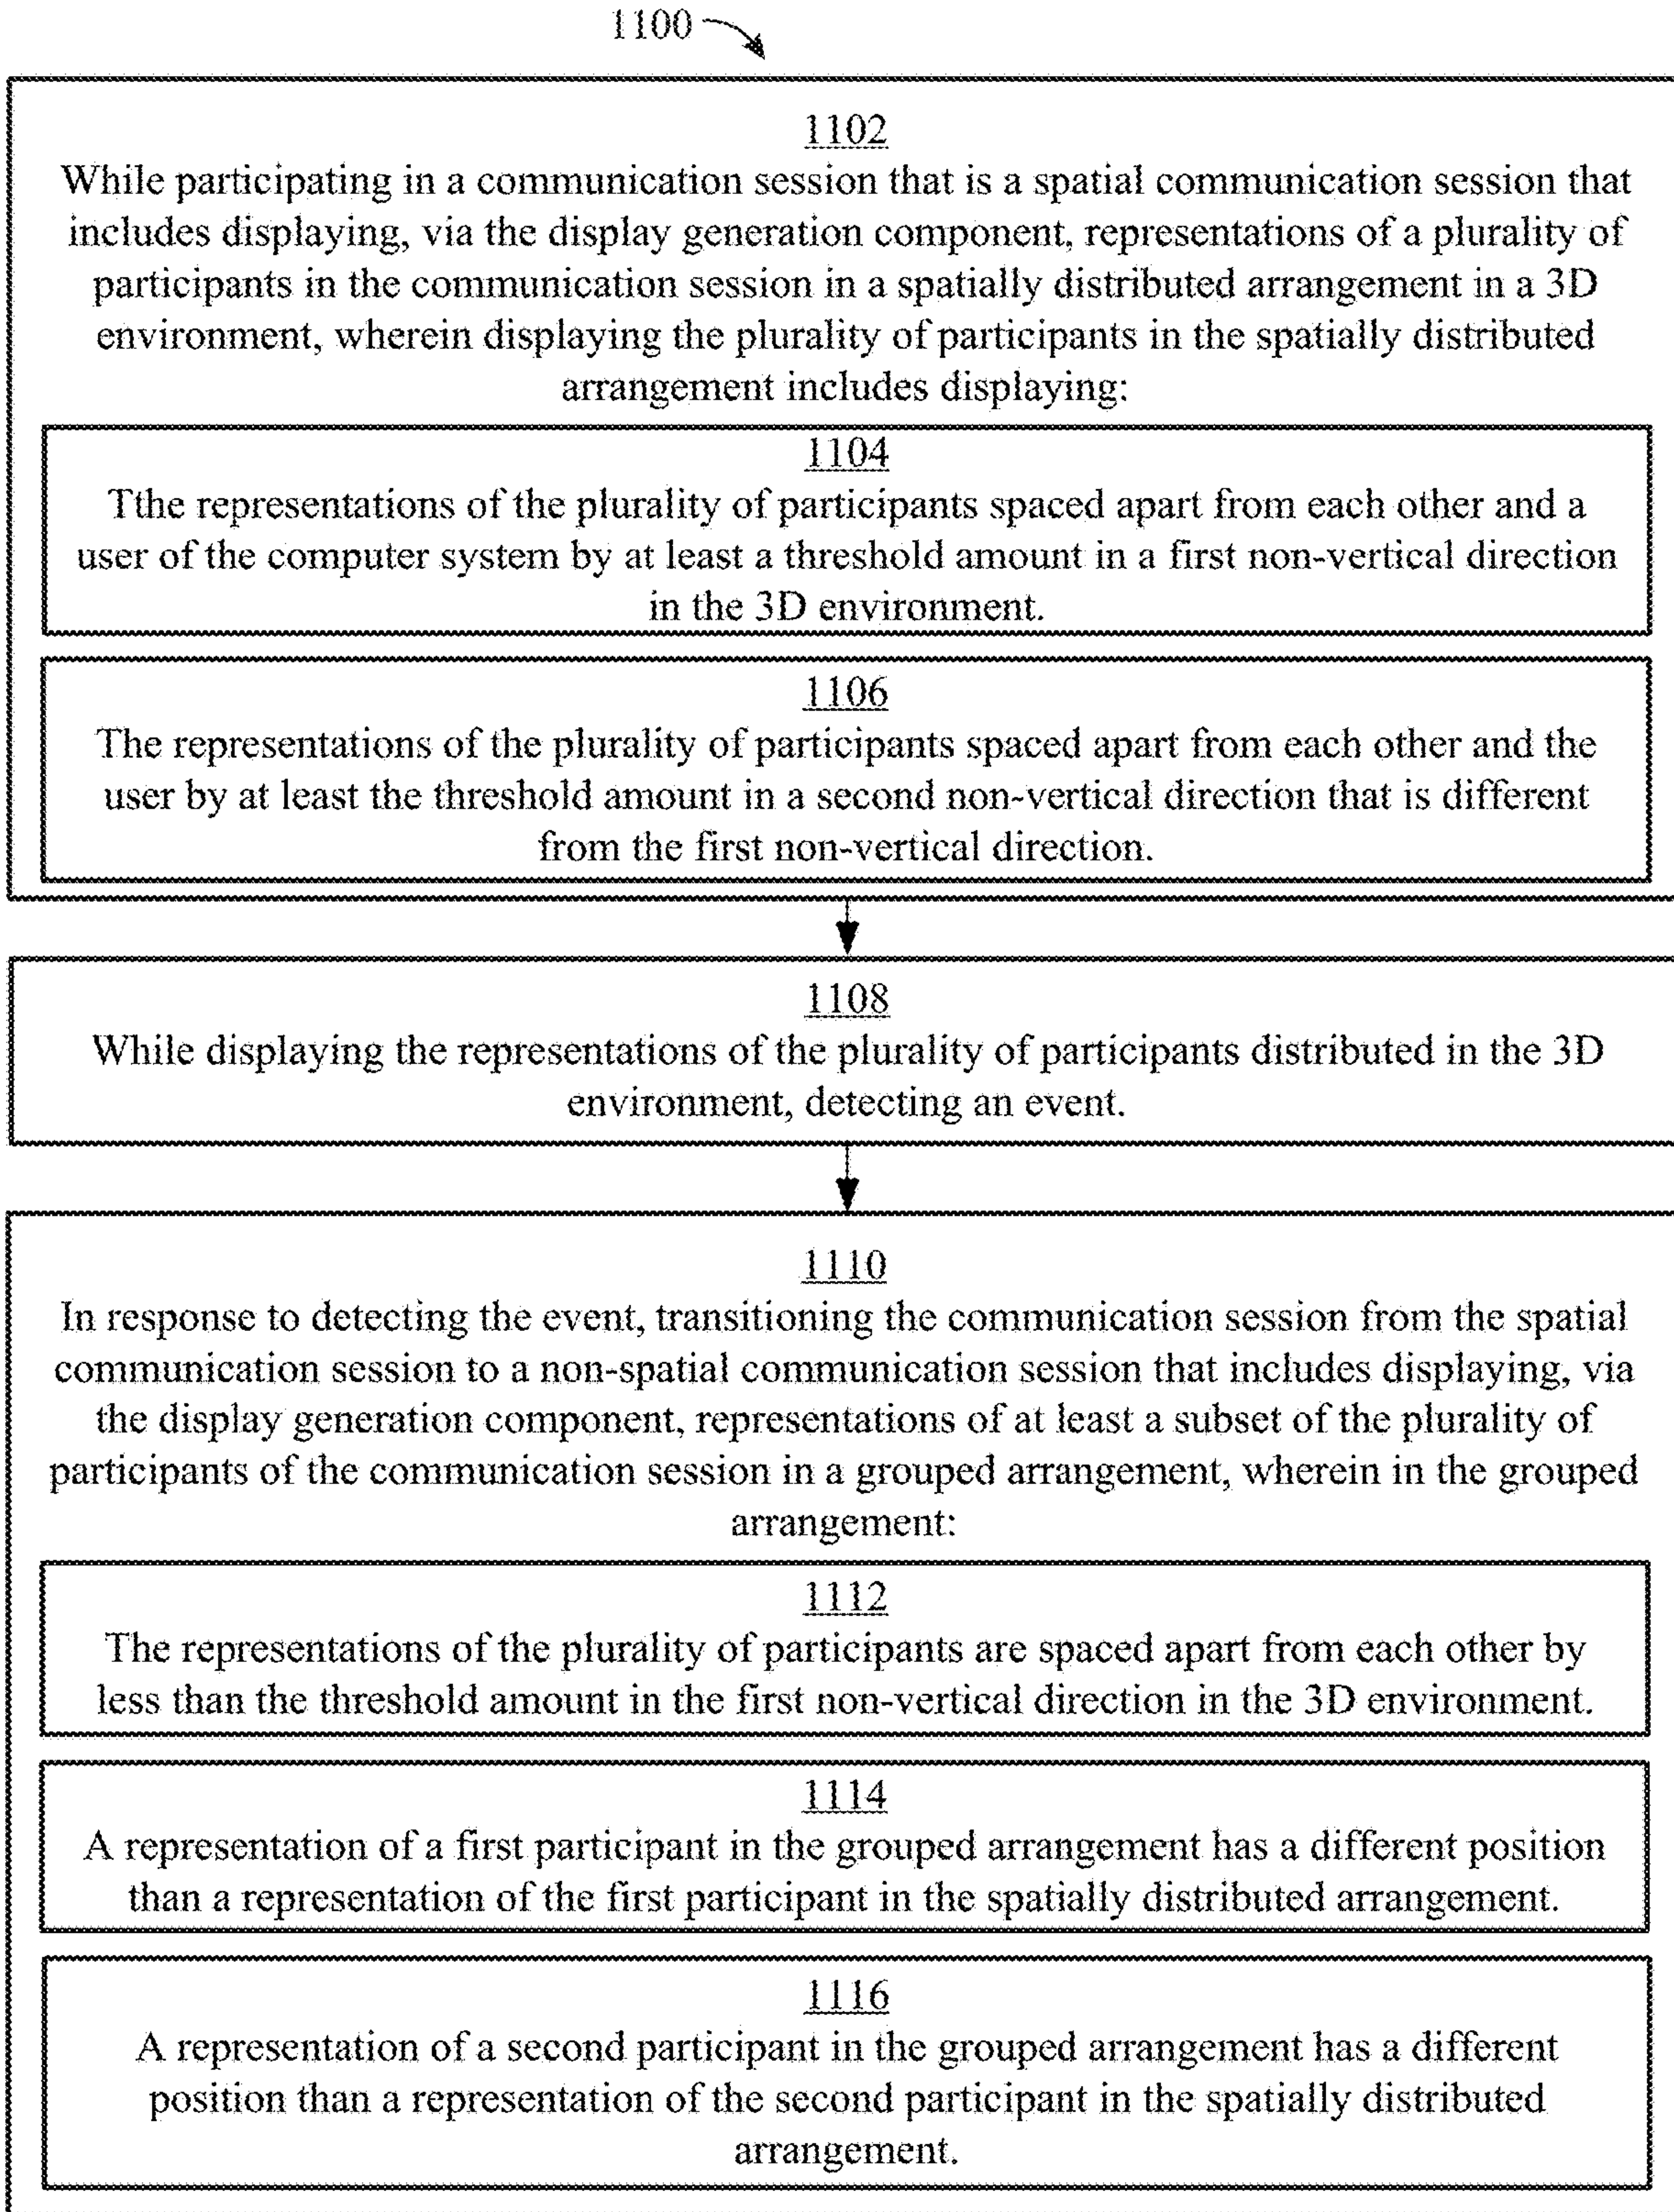 1100
1102
While participating in a communication session that is a spatial communication session that
includes displaying, via the display generation component, representations of a plurality of
participants in the communication session in a spatially distributed arrangement in a 3D
environment, wherein displaying the plurality of participants in the spatially distributed
arrangement includes displaying:
1104
Tthe representations of the plurality of participants spaced apart from each other and a
user of the computer system by at least a threshold amount in a first non-vertical direction
in the 3D environment.
1106
The representations of the plurality of participants spaced apart from each other and the
user by at least the threshold amount in a second non-vertical direction that is different
from the first non-vertical direction.
1108
While displaying the representations of the plurality of participants distributed in the 3D
environment, detecting an event.
1110
In response to detecting the event, transitioning the communication session from the spatial
communication session to a non-spatial communication session that includes displaying, via
the display generation component, representations of at least a subset of the plurality of
participants of the communication session in a grouped arrangement, wherein in the grouped
arrangement:
1112
The representations of the plurality of participants are spaced apart from each other by
less than the threshold amount in the first non-vertical direction in the 3D environment.
1114
A representation of a first participant in the grouped arrangement has a different position
than a representation of the first participant in the spatially distributed arrangement.
1116
A representation of a second participant in the grouped arrangement has a different
position than a representation of the second participant in the spatially distributed
arrangement.